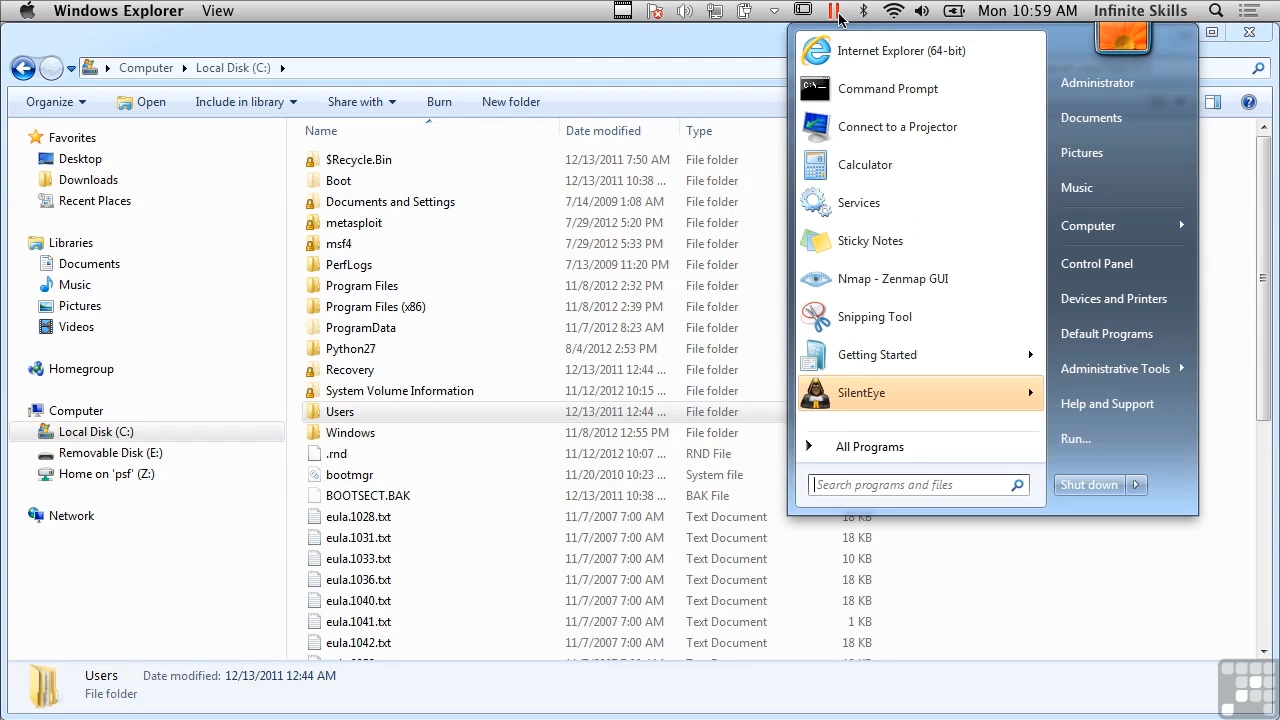 Windows Explorer View Mon 10:59 AM Infinite Skills
Computer Local Disk (C:)
Organize Open Include in library Share with Burn New folder
Name Date modified Type
Favorites
Desktop
Downloa
Recent Places
Libraries
Documents
Music
Pictures
Videos
Homegroup
Computer
Local Disk (C:)
Removable Disk (E:)
Home on 'psf' (Z:)
Network
$Recycle.Bin 12/13/2011 7:50 AM File folder
Boot 12/13/2011 10:38 ... File folder
Documents and Settings 7/14/2009 1:08 AM File folder
metasploit 7/29/2012 5:20 PM File folder
msf4 7/29/2012 5:33 PM File folder
PerfLogs 7/13/2009 11:20 PM File folder
Program Files 11/8/2012 2:32 PM File folder
Program Files (x86) 11/8/2012 2:39 PM File folder
ProgramData 11/7/2012 8:23 AM File folder
Python27 8/4/2012 2:53 PM File folder
Recovery 12/13/2011 12:44 ... File folder
System Volume Information 11/12/2012 10:15 ... File folder
Users 12/13/2011 12:44 ... File folder
Windows 11/8/2012 12:55 PM File folder
.rnd 11/12/2012 10:07 ... RND File
bootmgr 11/20/2010 10:23 ... System file
BOOTSECT.BAK 12/13/2011 10:38 ... BAK File
eula.1028.txt 11/7/2007 7:00 AM Text Document 18 KB
eula.1031.txt 11/7/2007 7:00 AM Text Document 18 KB
eula.1033.txt 11/7/2007 7:00 AM Text Document 10 KB
eula.1036.txt 11/7/2007 7:00 AM Text Document 18 KB
eula.1040.txt 11/7/2007 7:00 AM Text Document 18 KB
eula.1041.txt 11/7/2007 7:00 AM Text Document 1 KB
eula.1042.txt 11/7/2007 7:00 AM Text Document 18 KB
Internet Explorer (64-bit)
C:\_
Command Prompt
Connect to a Projector
Calculator
Services
Sticky Notes
Nmap - Zenmap GUI
Snipping Tool
Getting Started
SilentEye
All Programs
Search programs and files
Administrator
Documents
Pictures
Music
Computer
Control Panel
Devices and Printers
Default Programs
Administrative Tools
Help and Support
Run...
Shut down
Users Date modified: 12/13/2011 12:44 AM
File folder